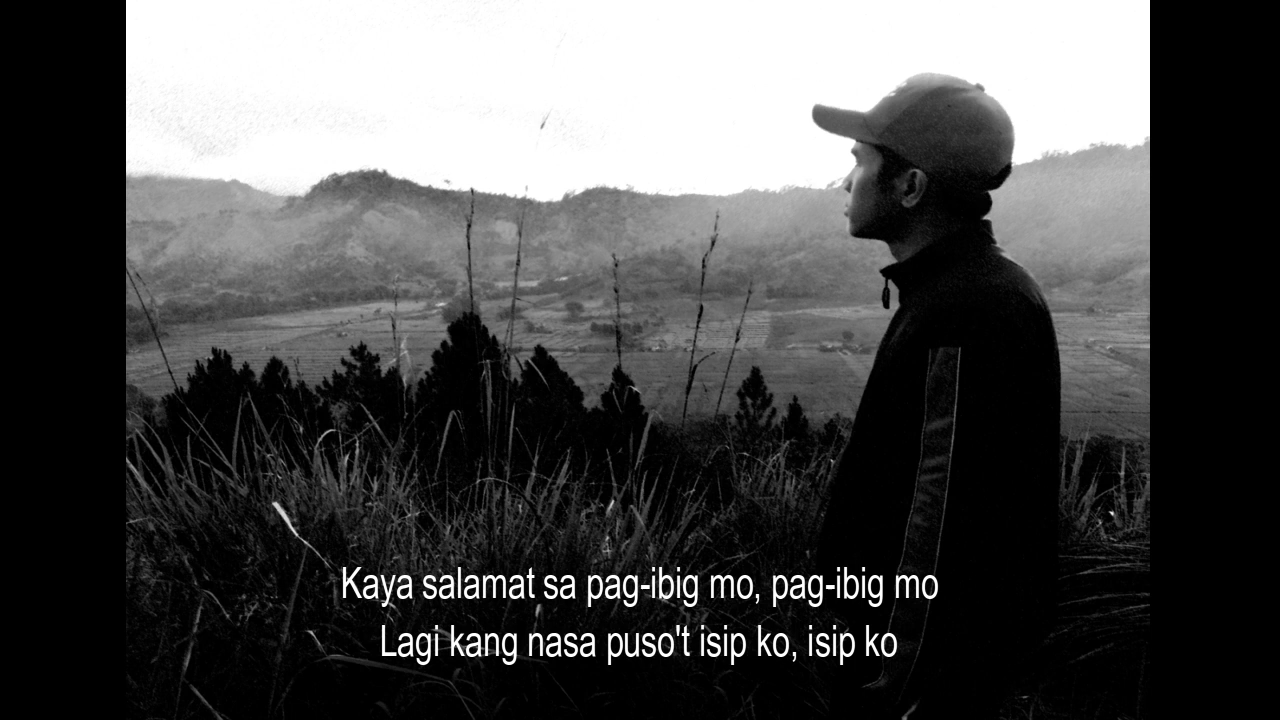 Kaya salamat sa pag-ibig mo, pag-ibig mo
Lagi kang nasa puso't isip ko, isip ko